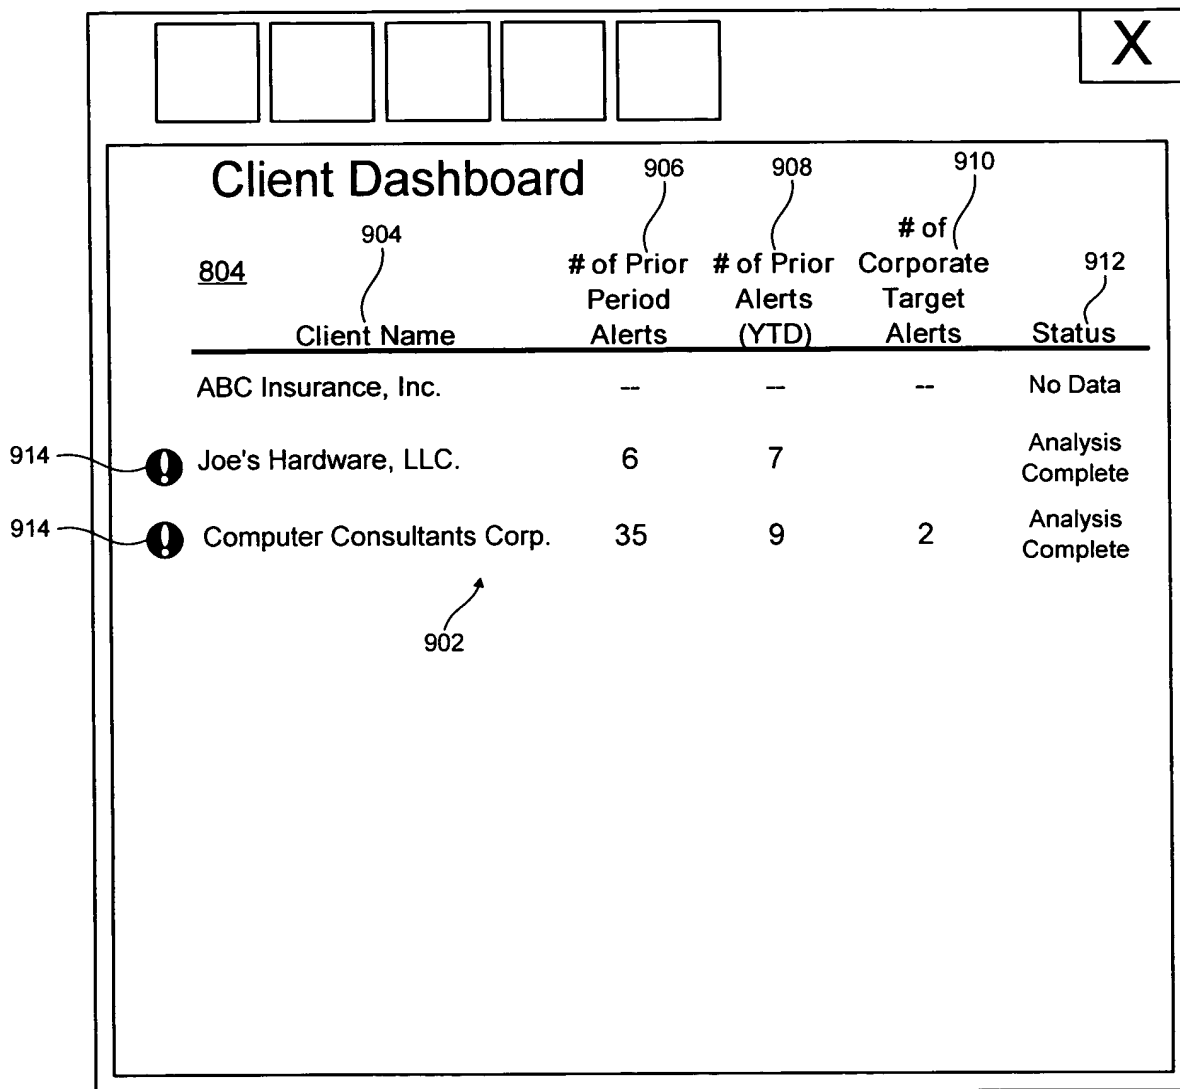 X
Client Dashboard
906
908
910
904
804
912
Client Name
# of Prior
Period
Alerts
# of Prior
Alerts
(YTD)
# of
Corporate
Target
Alerts
Status
ABC Insurance, Inc. -- -- -- No Data
914
! Joe's Hardware, LLC. 6 7 Analysis
Complete
914
! Computer Consultants Corp. 35 9 2 Analysis
Complete
902